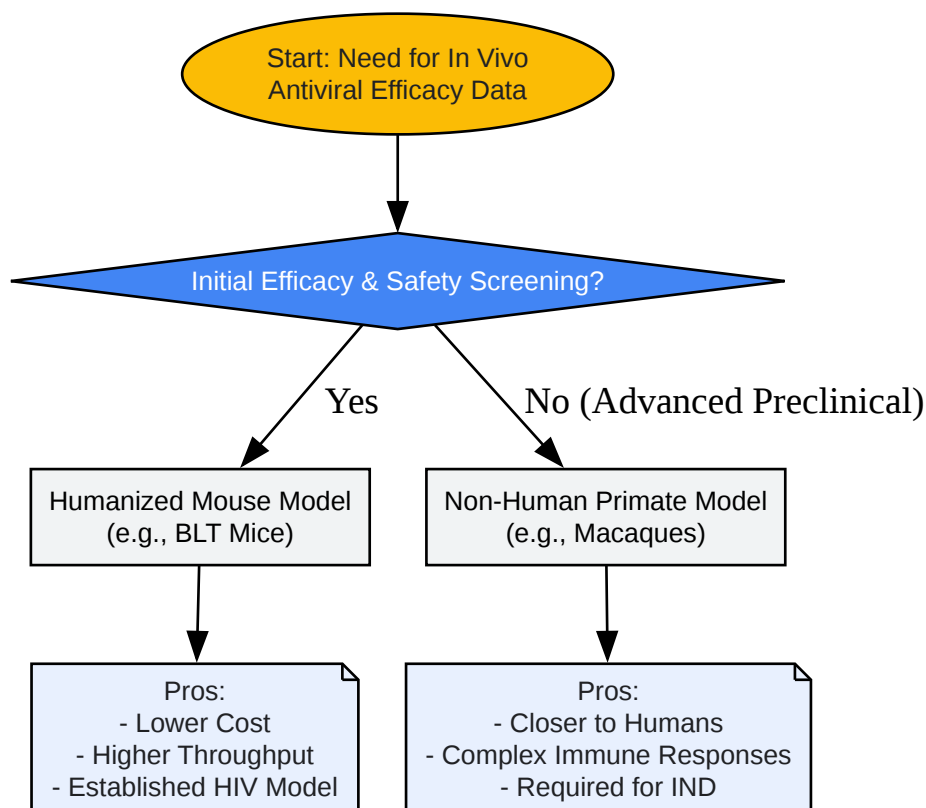 Start: Need for In Vivo
Antiviral Efficacy Data
Initial Efficacy & Safety Screening?
Yes
No (Advanced Preclinical)
Humanized Mouse Model
(e.g., BLT Mice)
Non-Human Primate Model
(e.g., Macaques)
Pros:
- Lower Cost
- Higher Throughput
- Established HIV Model
Pros:
- Closer to Humans
- Complex Immune Responses
- Required for IND